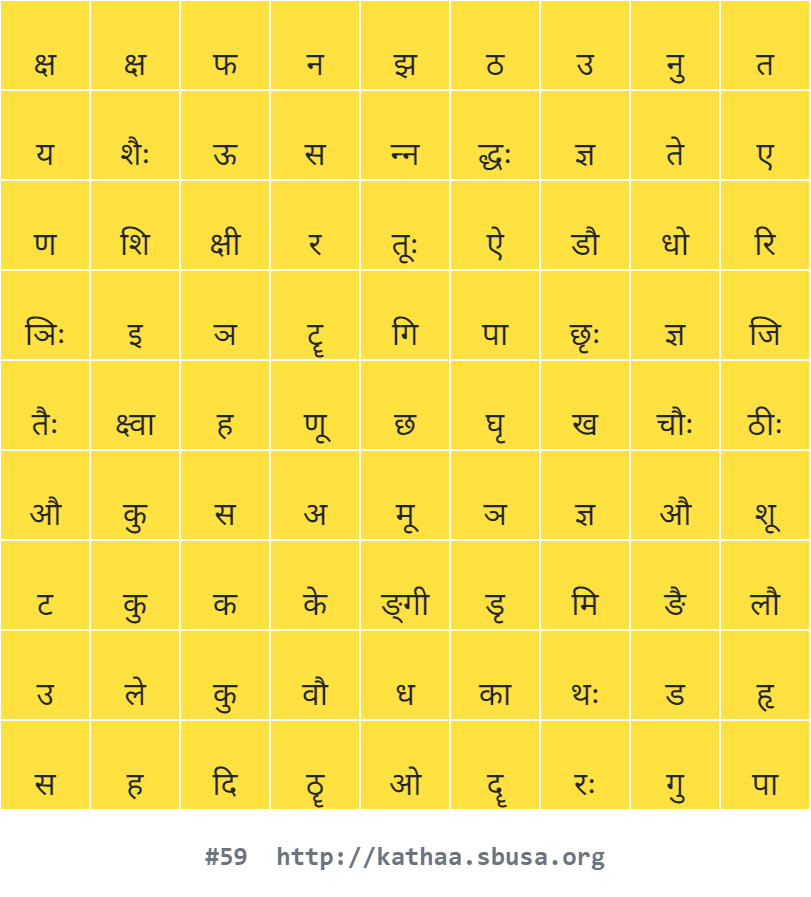 क्ष क्ष फ न झ ठ उ नु त
य शैः ऊ स न्न द्धः ज्ञ ते ए
ण शि क्षी र तूः ऐ डौ धो रि
ञिः इ ञ टॄ गि पा छृः ज्ञ जि
तैः क्ष्वा ह णू छ घृ ख चौः ठीः
औ कु स अ मू ञ ज्ञ औ शू
ट कु क के ङ्गी डृ मि ङै लौ
उ ले कु वौ ध का थः ड हृ
स ह दि ठॄ ओ दॄ रः गु पा
#59 http://kathaa.sbusa.org